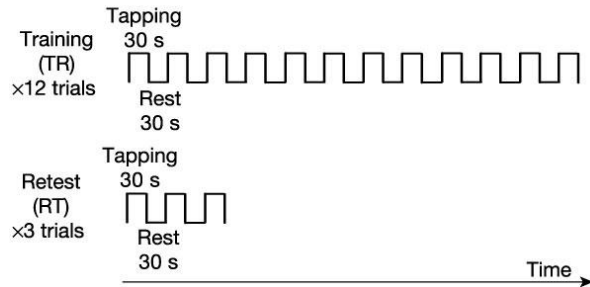 Tapping
30 s
Training
(TR)
×12 trials
Rest
30 s
Tapping
30 s
Retest
(RT)
×3 trials
Rest
30 s
Time